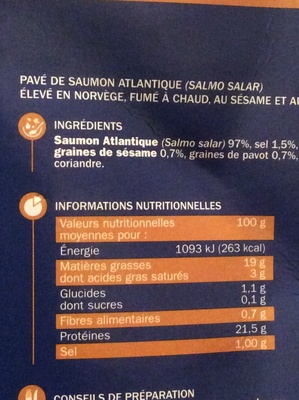 PAVÉ DE SAUMON ATLANTIQUE (SALMO SALAR)
ÉLEVÉ EN NORVÈGE, FUMÉ À CHAUD, AU SÉSAME ET AU
INGRÉDIENTS
Saumon Atlantique (Salmo salar) 97%, sel 1,5%,
graines de sésame 0,7%, graines de pavot 0,7%,
coriandre.
INFORMATIONS NUTRITIONNELLES
Valeurs nutritionnelles 100 g
moyennes pour :
Énergie 1093 kJ (263 kcal)
Matières grasses 19 g
dont acides gras saturés 3 g
Glucides 1,1 g
dont sucres 0,1 g
Fibres alimentaires 0,7 g
Protéines 21,5 g
Sel 1,00 g
CONSEILS DE PRÉPARATION